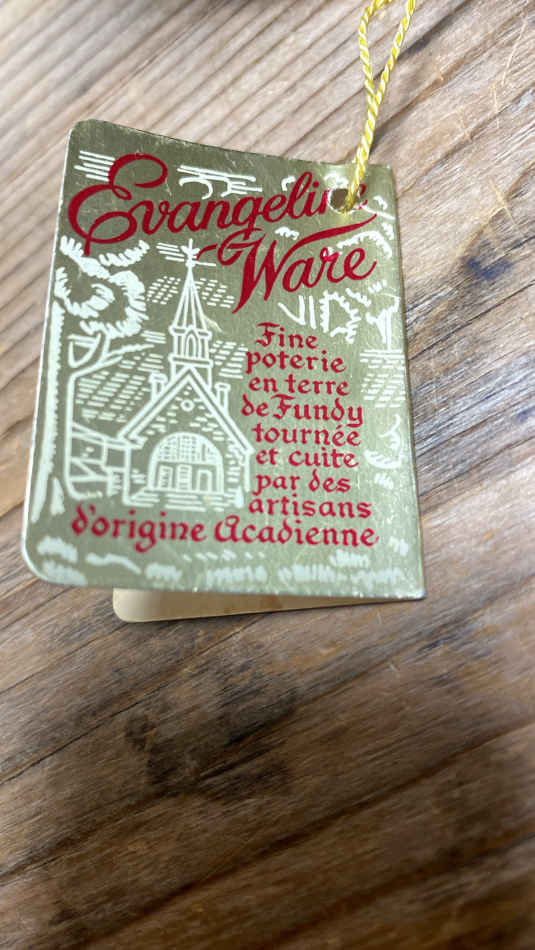 Evangeline
Ware
Fine
poterie
en terre
de Fundy
tournée
et cuite
par des
artisans
d'origine Acadienne